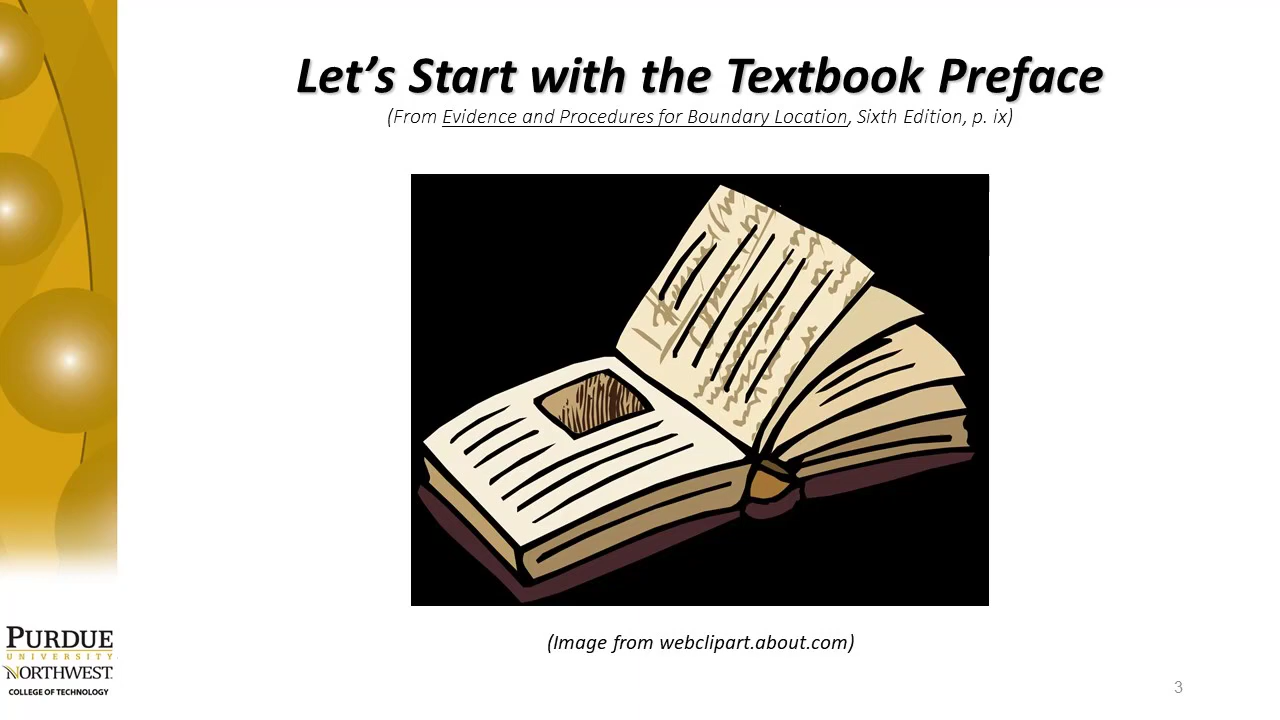 Let's Start with the Textbook Preface
(From Evidence and Procedures for Boundary Location, Sixth Edition, p. ix)
(Image from webclipart.about.com)
PURDUE
UNIVERSITY
NORTHWEST
COLLEGE OF TECHNOLOGY
3